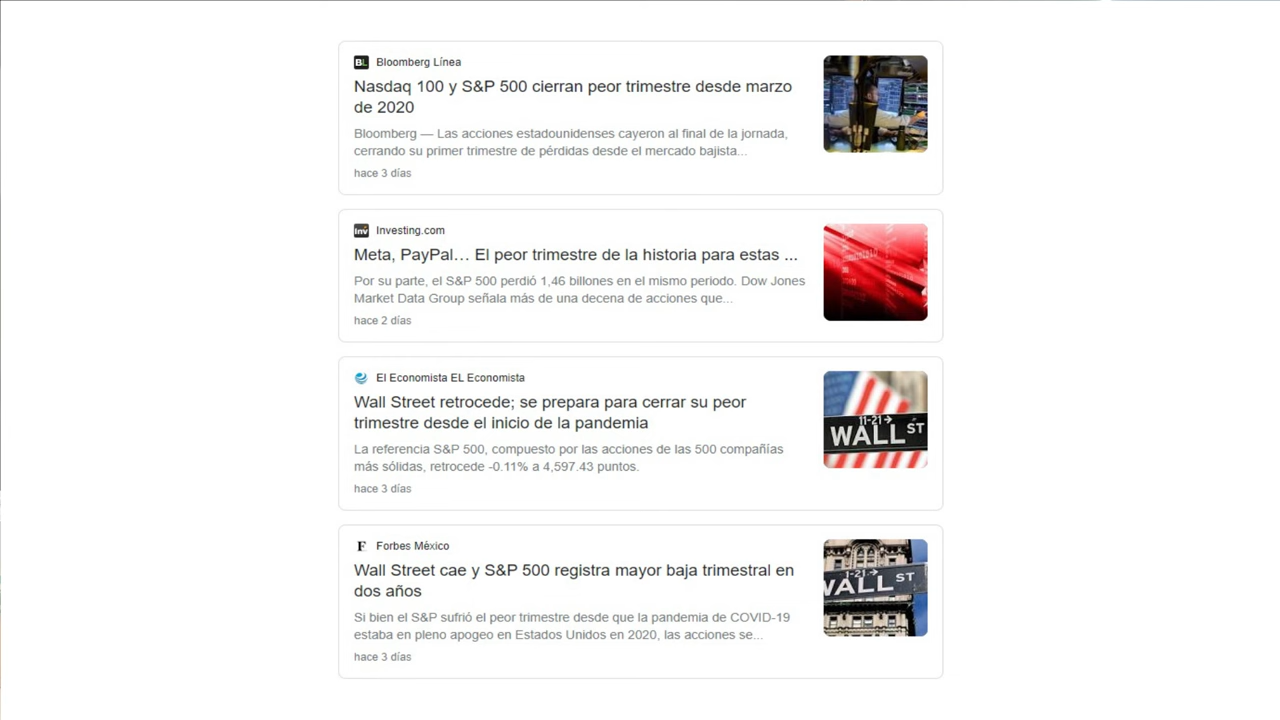 BL Bloomberg Línea
Nasdaq 100 y S&P 500 cierran peor trimestre desde marzo
de 2020
Bloomberg — Las acciones estadounidenses cayeron al final de la jornada,
cerrando su primer trimestre de pérdidas desde el mercado bajista...
hace 3 días
Inv Investing.com
Meta, PayPal… El peor trimestre de la historia para estas ...
Por su parte, el S&P 500 perdió 1,46 billones en el mismo periodo. Dow Jones
Market Data Group señala más de una decena de acciones que...
hace 2 días
El Economista EL Economista
Wall Street retrocede; se prepara para cerrar su peor
trimestre desde el inicio de la pandemia
La referencia S&P 500, compuesto por las acciones de las 500 compañías
más sólidas, retrocede -0.11% a 4,597.43 puntos.
hace 3 días
11-21→
WALL ST
F Forbes México
Wall Street cae y S&P 500 registra mayor baja trimestral en
dos años
Si bien el S&P sufrió el peor trimestre desde que la pandemia de COVID-19
estaba en pleno apogeo en Estados Unidos en 2020, las acciones se...
hace 3 días
1-21→
WALL ST